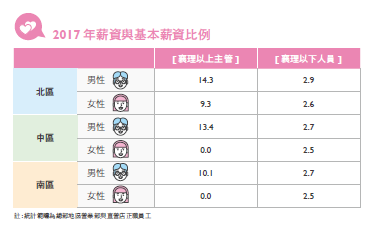 2017 年薪資與基本薪資比例
[ 襄理以上主管 ] [ 襄理以下人員 ]
北區 男性 14.3 2.9
女性 9.3 2.6
中區 男性 13.4 2.7
女性 0.0 2.5
南區 男性 10.1 2.7
女性 0.0 2.5
註 : 統計範疇為總部地區營業部與直營店正職員工